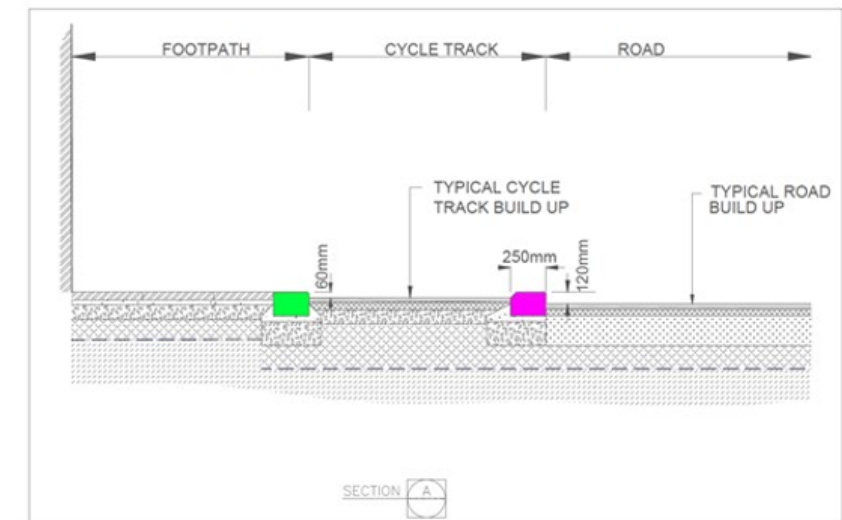 FOOTPATH
CYCLE TRACK
ROAD
TYPICAL CYCLE
TRACK BUILD UP
TYPICAL ROAD
BUILD UP
60mm
250mm
120mm
SECTION
A